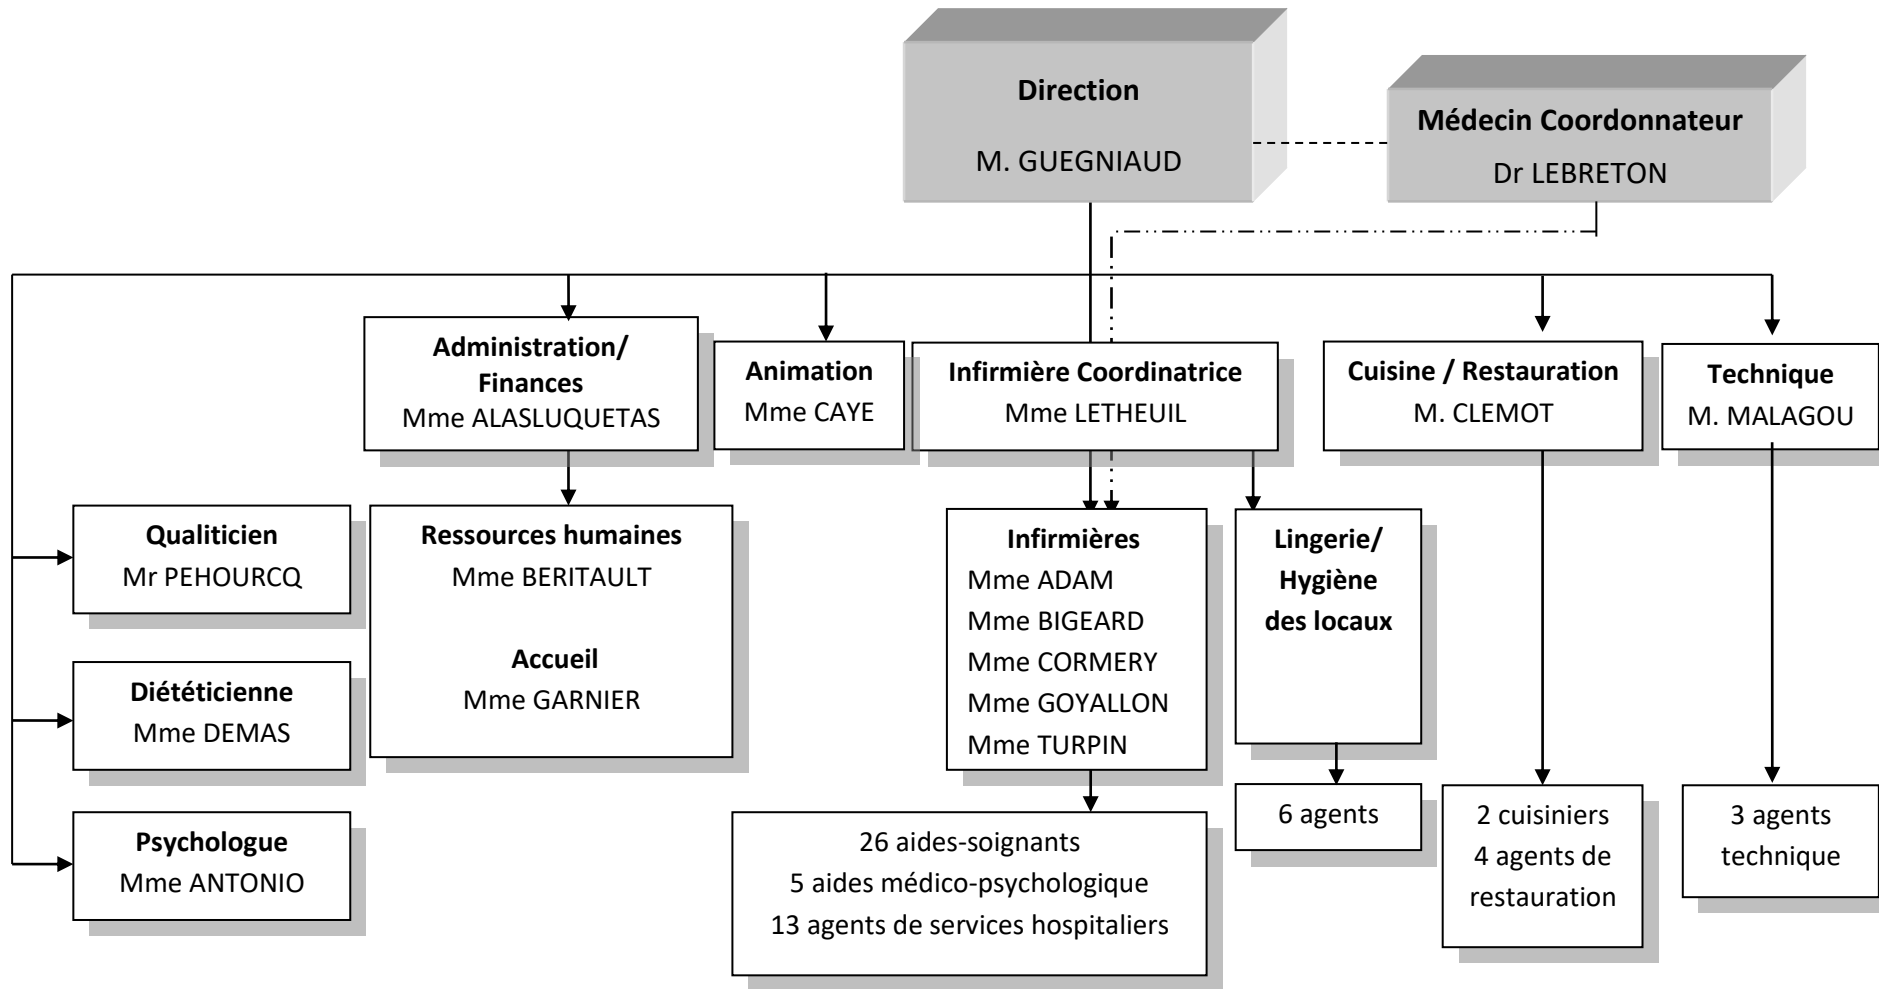 Direction
M. GUEGNIAUD
Médecin Coordonnateur
Dr LEBRETON
Administration/
Finances
Mme ALASLUQUETAS
Animation
Mme CAYE
Infirmière Coordinatrice
Mme LETHEUIL
Cuisine / Restauration
M. CLEMOT
Technique
M. MALAGOU
Qualiticien
Mr PEHOURCQ
Diététicienne
Mme DEMAS
Psychologue
Mme ANTONIO
Ressources humaines
Mme BERITAULT
Accueil
Mme GARNIER
Infirmières
Mme ADAM
Mme BIGEARD
Mme CORMERY
Mme GOYALLON
Mme TURPIN
Lingerie/
Hygiène
des locaux
26 aides-soignants
5 aides médico-psychologique
13 agents de services hospitaliers
6 agents
2 cuisiniers
4 agents de
restauration
3 agents
technique